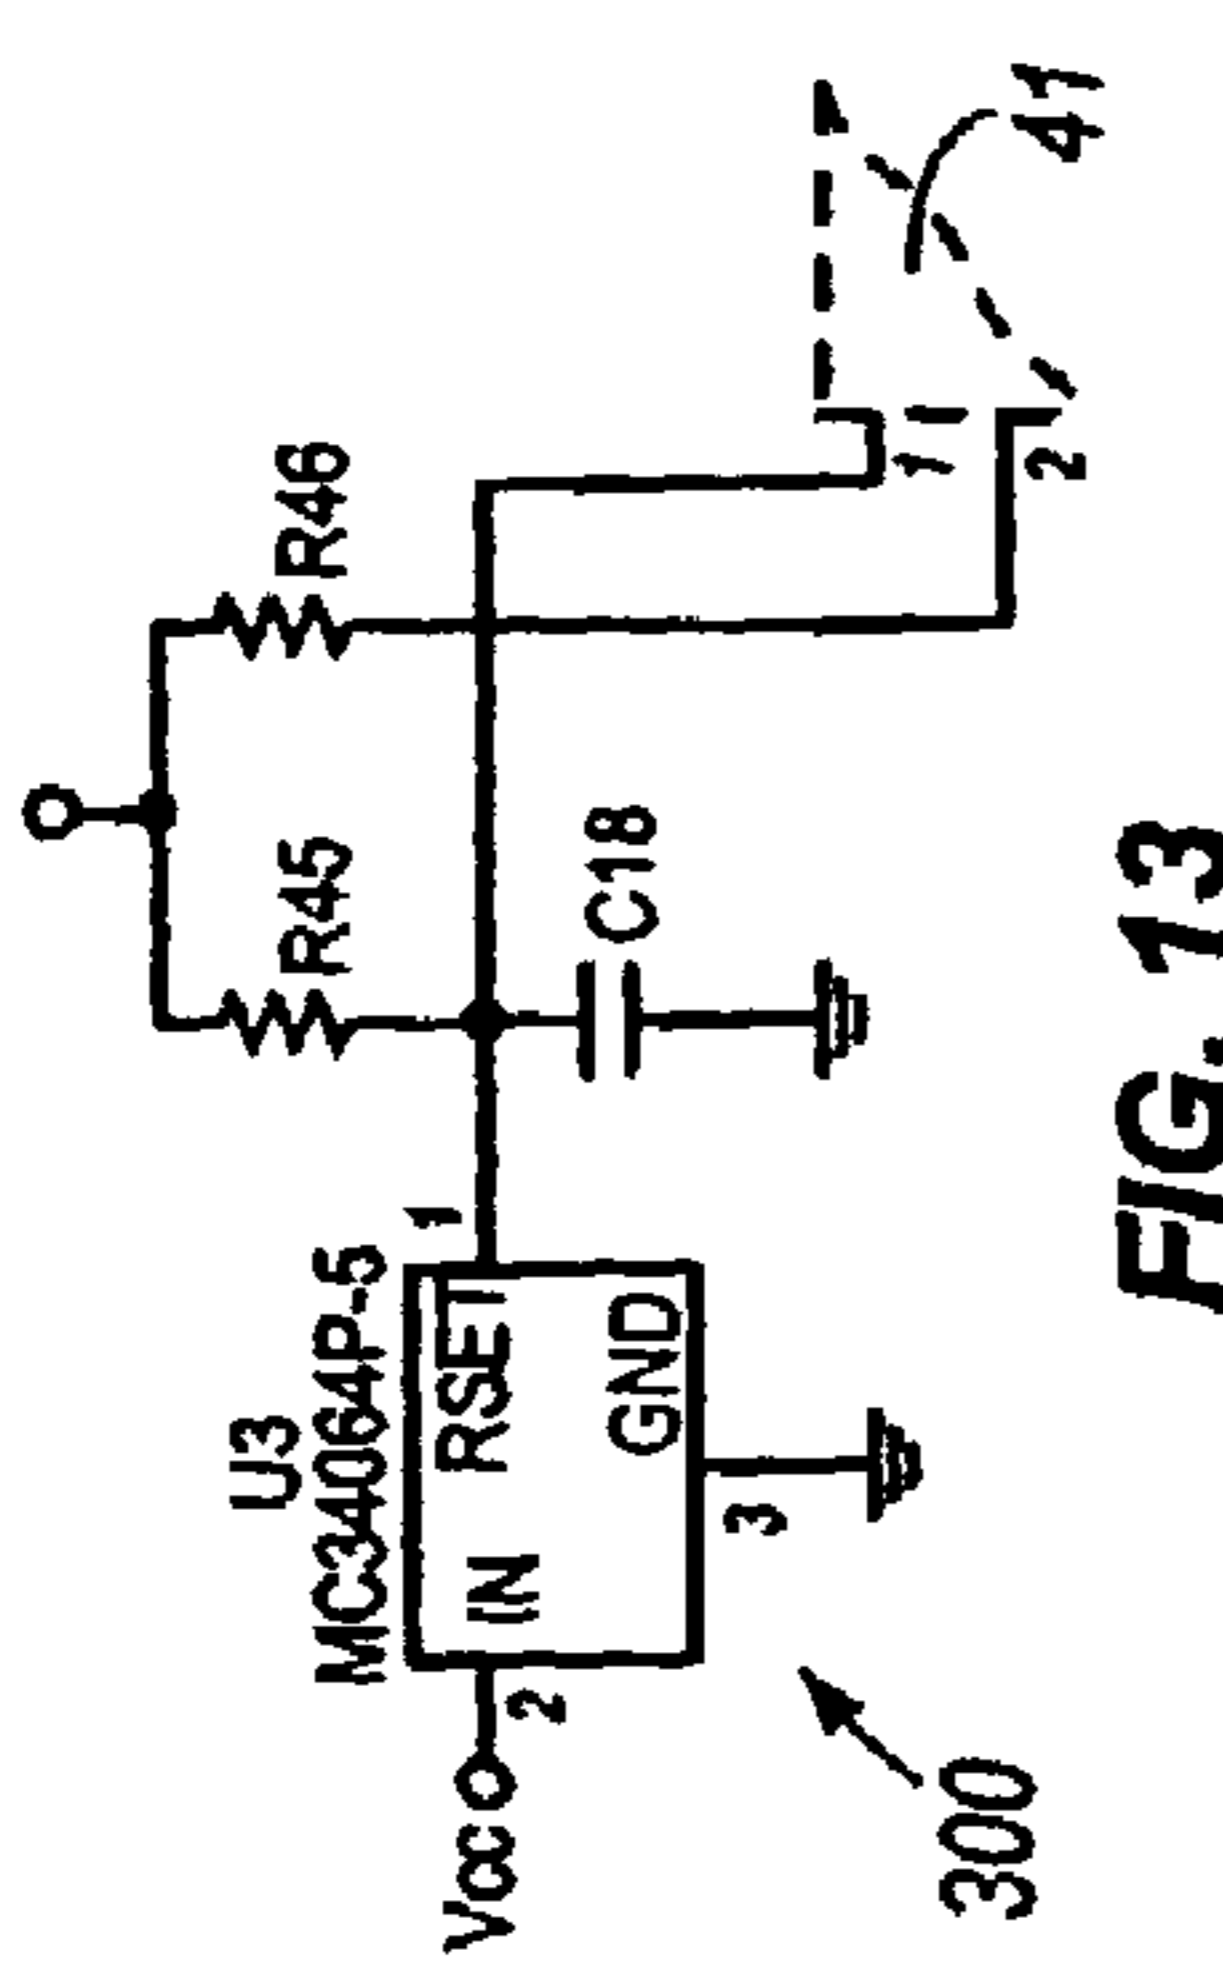 R45
R46
U3
MC34064P-5
Vcc
2
IN
RSET
1
GND
3
C18
1
2
41
300
FIG. 13